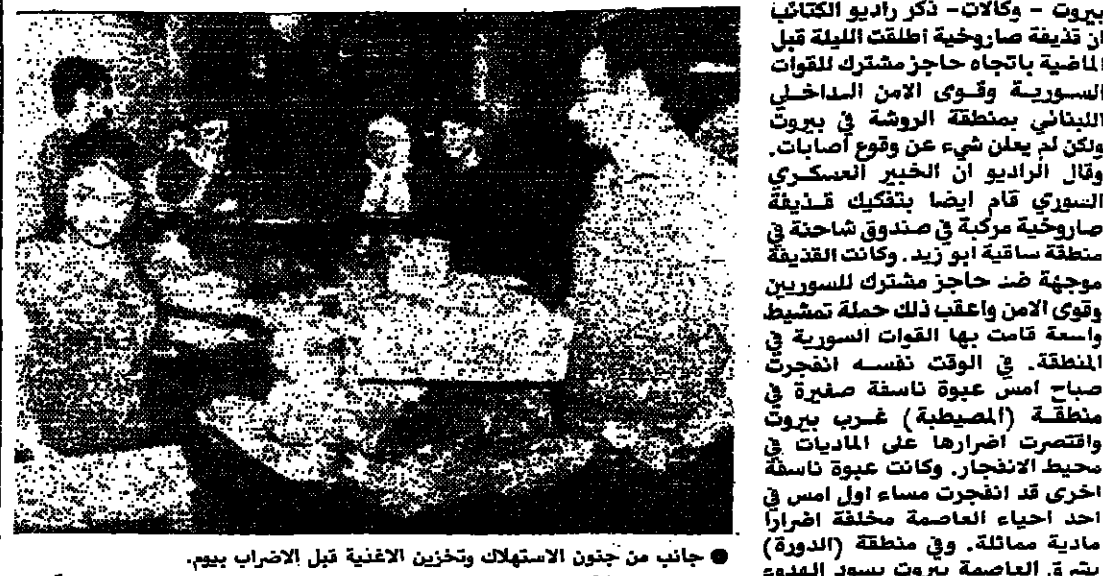 بيروت - وكالات - ذكر راديو الكتائب
ان قذيفة صاروخية اطلقت الليلة قبل
الماضية باتجاه حاجز مشترك للقوات
السورية وقوى الامن الداخلي
اللبناني بمنطقة الروشة في بيروت
ولكن لم يعلن شيء عن وقوع اصابات.
وقال الراديو ان الخبير العسكري
السوري قام ايضا بتفكيك قذيفة
صاروخية مركبة في صندوق شاحنة في
منطقة ساقية ابو زيد. وكانت القذيفة
موجهة ضد حاجز مشترك للسوريين
وقوى الامن واعقب ذلك حملة تمشيط
واسعة قامت بها القوات السورية في
المنطقة. في الوقت نفسه انفجرت
صباح امس عبوة ناسفة صغيرة في
منطقة (المصيطبة) غرب بيروت
واقتصرت اضرارها على الماديات في
محيط الانفجار. وكانت عبوة ناسفة
اخرى قد انفجرت مساء اول امس في
احد احياء العاصمة مخلفة اضرارا
مادية مماثلة. وفي منطقة (الدورة)
بشرق العاصمة بيروت يسود الهدوء
جانب من جنون الاستهلاك وتخزين الاغنية قبل الاضراب بيوم.